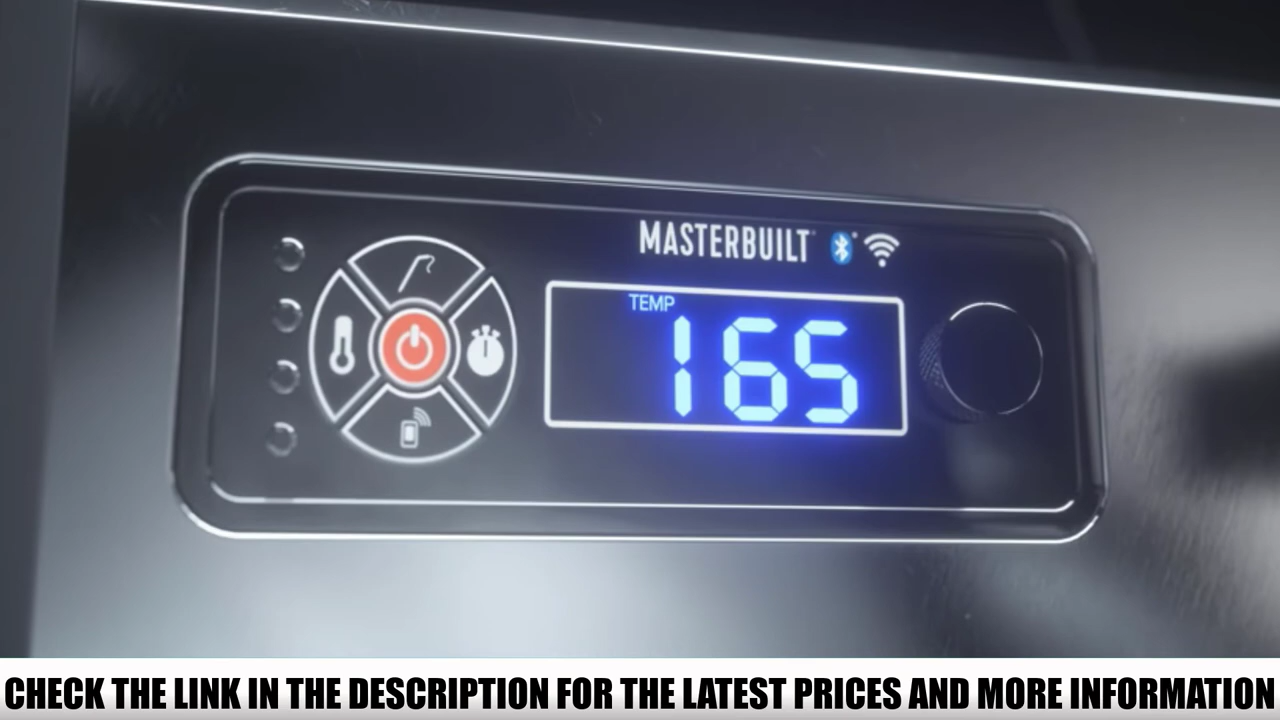 MASTERBUILT
TEMP
165
CHECK THE LINK IN THE DESCRIPTION FOR THE LATEST PRICES AND MORE INFORMATION